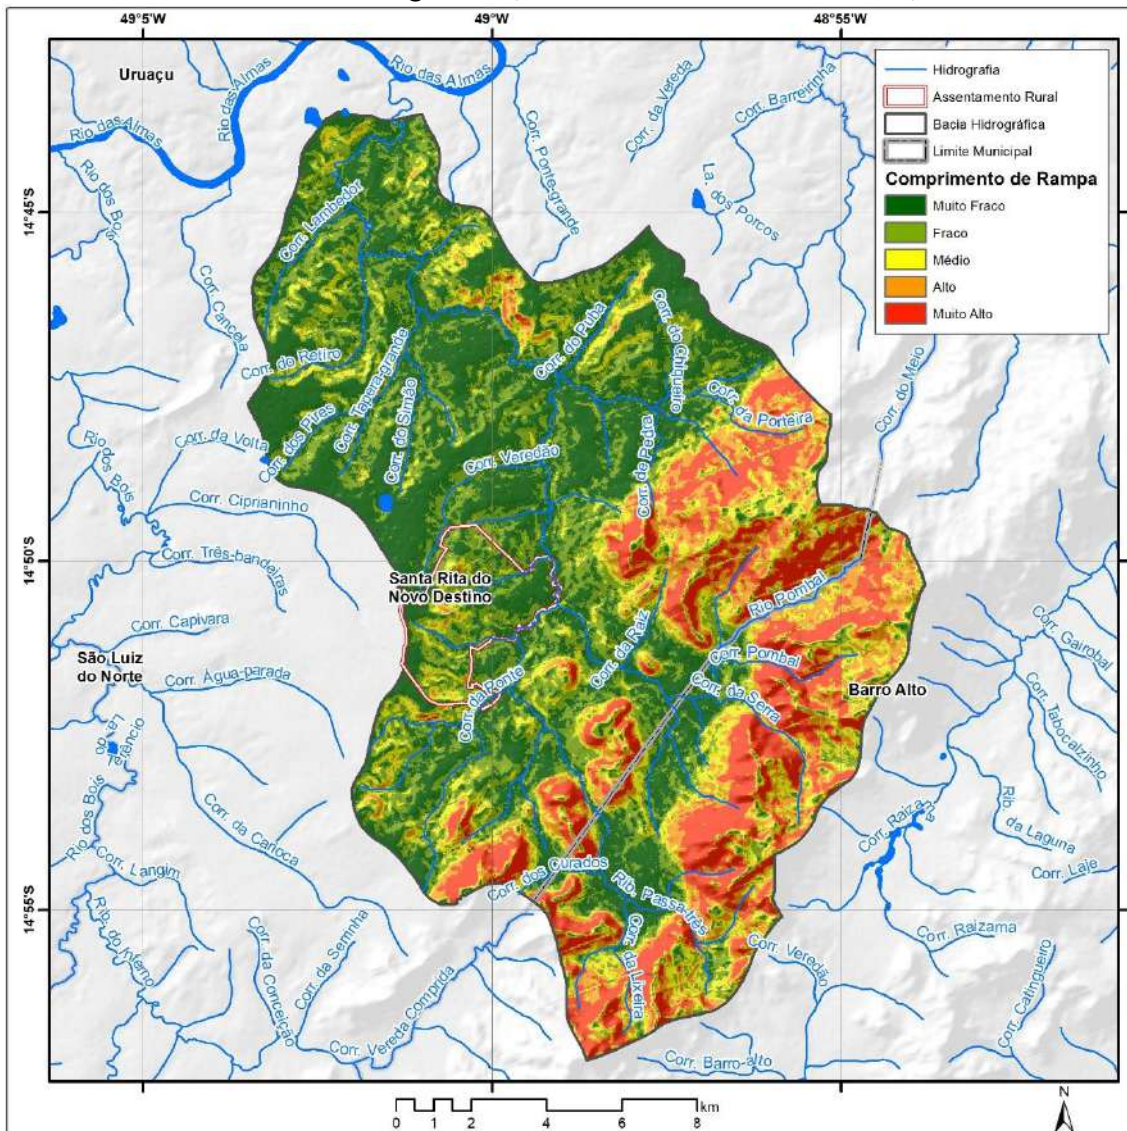 49°5'W
49°W
48°55'W
14°45'S
14°50'S
14°55'S
Uruaçu
Rio das Almas
Rio das Almas
Rio das Almas
Rio dos Bois
Corr. Cancela
Corr. Lambedor
Corr. Ponte-grande
Corr. da Vereda
Corr. Barreirinha
La. dos Porcos
Hidrografia
Assentamento Rural
Bacia Hidrográfica
Limite Municipal
Comprimento de Rampa
Muito Fraco
Fraco
Médio
Alto
Muito Alto
Corr. do Retiro
Corr. Tapera-grande
Corr. do Simão
Corr. dos Pires
Corr. da Volta
Corr. do Puba
Corr. do Chiqueiro
Corr. da Porteira
Corr. do Meio
Corr. de Pedra
Corr. Veredão
Rio dos Bois
Corr. Ciprianinho
Corr. Três-bandeiras
Santa Rita do
Novo Destino
Corr. Capivara
São Luiz
do Norte
Corr. Água-parada
Corr. da Ponte
Corr. da Raiz
Rio Pombal
Corr. Pombal
Corr. da Serra
Barro Alto
Corr. Gairobal
Corr. Tabocalzinho
Rib. da Laguna
Corr. Laje
Corr. Raizama
Rio dos Bois
Corr. da Carioca
Corr. Langim
Rib. do Inferno
Corr. da Conceição
Corr. da Serrinha
Corr. Vereda Comprida
Corr. dos Curados
Rib. Passa-três
Corr. da Lixeira
Corr. Veredão
Corr. Raizama
Corr. Catingueiro
Corr. Barro-alto
0 1 2 4 6 8 km
N